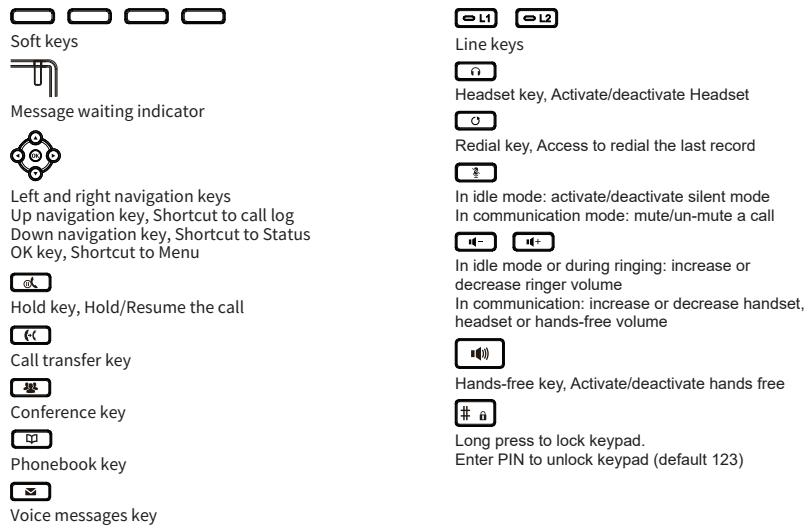 Soft keys
Message waiting indicator
OK
Left and right navigation keys
Up navigation key, Shortcut to call log
Down navigation key, Shortcut to Status
OK key, Shortcut to Menu
Hold key, Hold/Resume the call
Call transfer key
Conference key
Phonebook key
Voice messages key
L1 L2
Line keys
Headset key, Activate/deactivate Headset
Redial key, Access to redial the last record
In idle mode: activate/deactivate silent mode
In communication mode: mute/un-mute a call
- +
In idle mode or during ringing: increase or
decrease ringer volume
In communication: increase or decrease handset,
headset or hands-free volume
Hands-free key, Activate/deactivate hands free
#
Long press to lock keypad.
Enter PIN to unlock keypad (default 123)